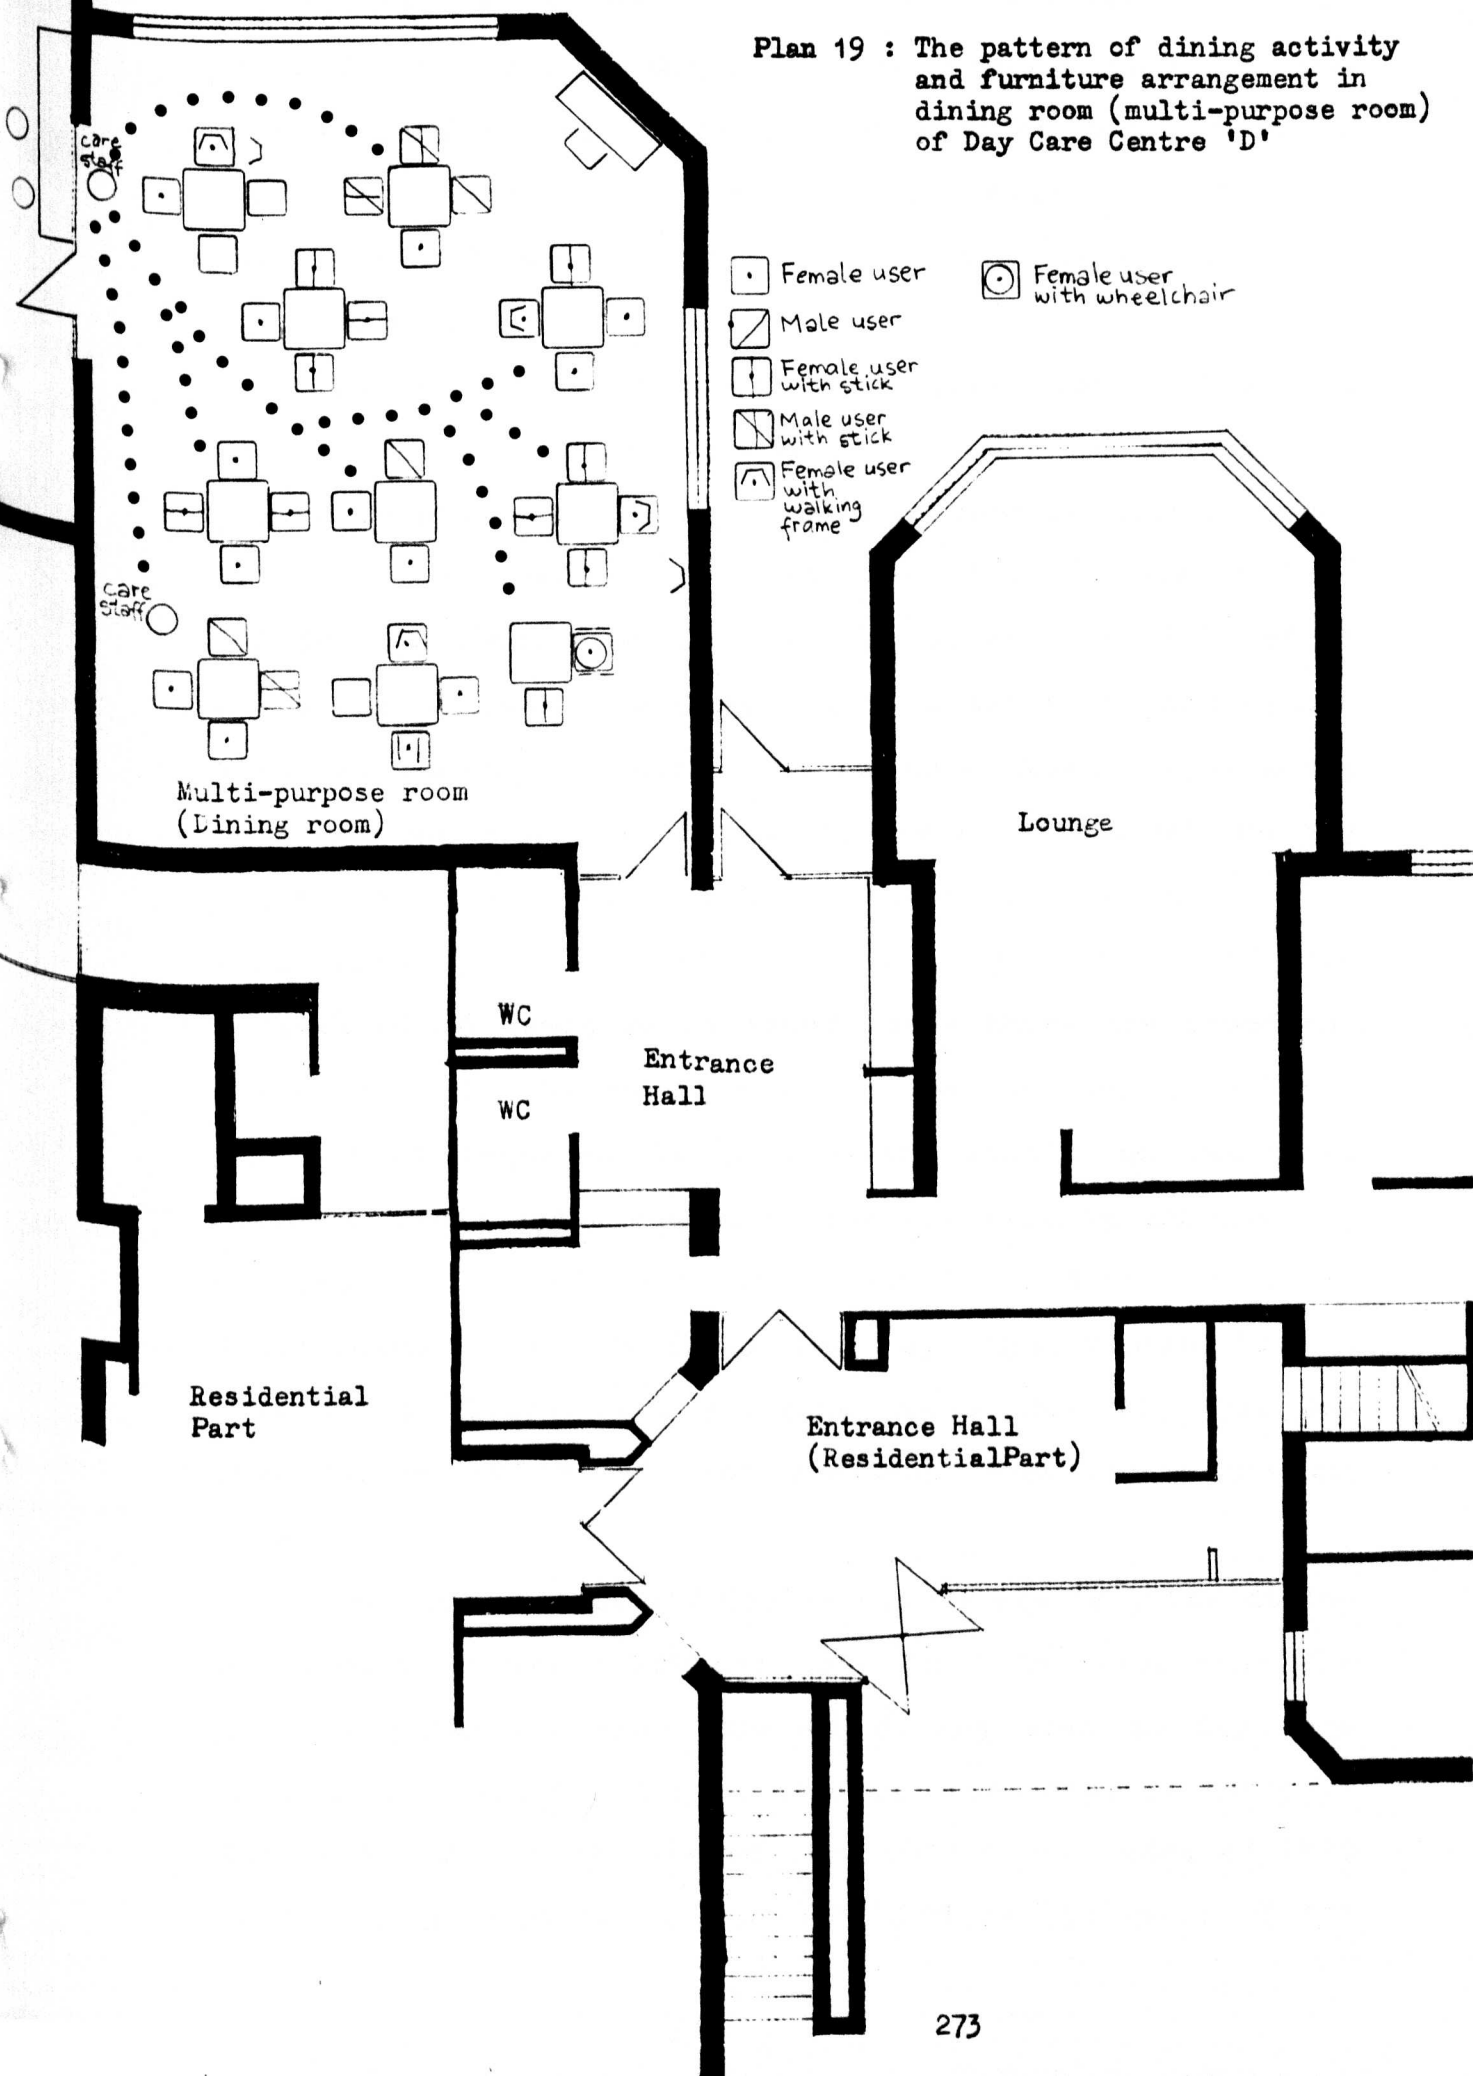 Plan 19 : The pattern of dining activity
and furniture arrangement in
dining room (multi-purpose room)
of Day Care Centre 'D'
care
staff
Female user
Male user
Female user
with stick
Male user
with stick
Female user
with
walking
frame
Female user
with wheelchair
care
staff
Multi-purpose room
(Dining room)
Lounge
WC
Entrance
Hall
WC
Residential
Part
Entrance Hall
(ResidentialPart)
273